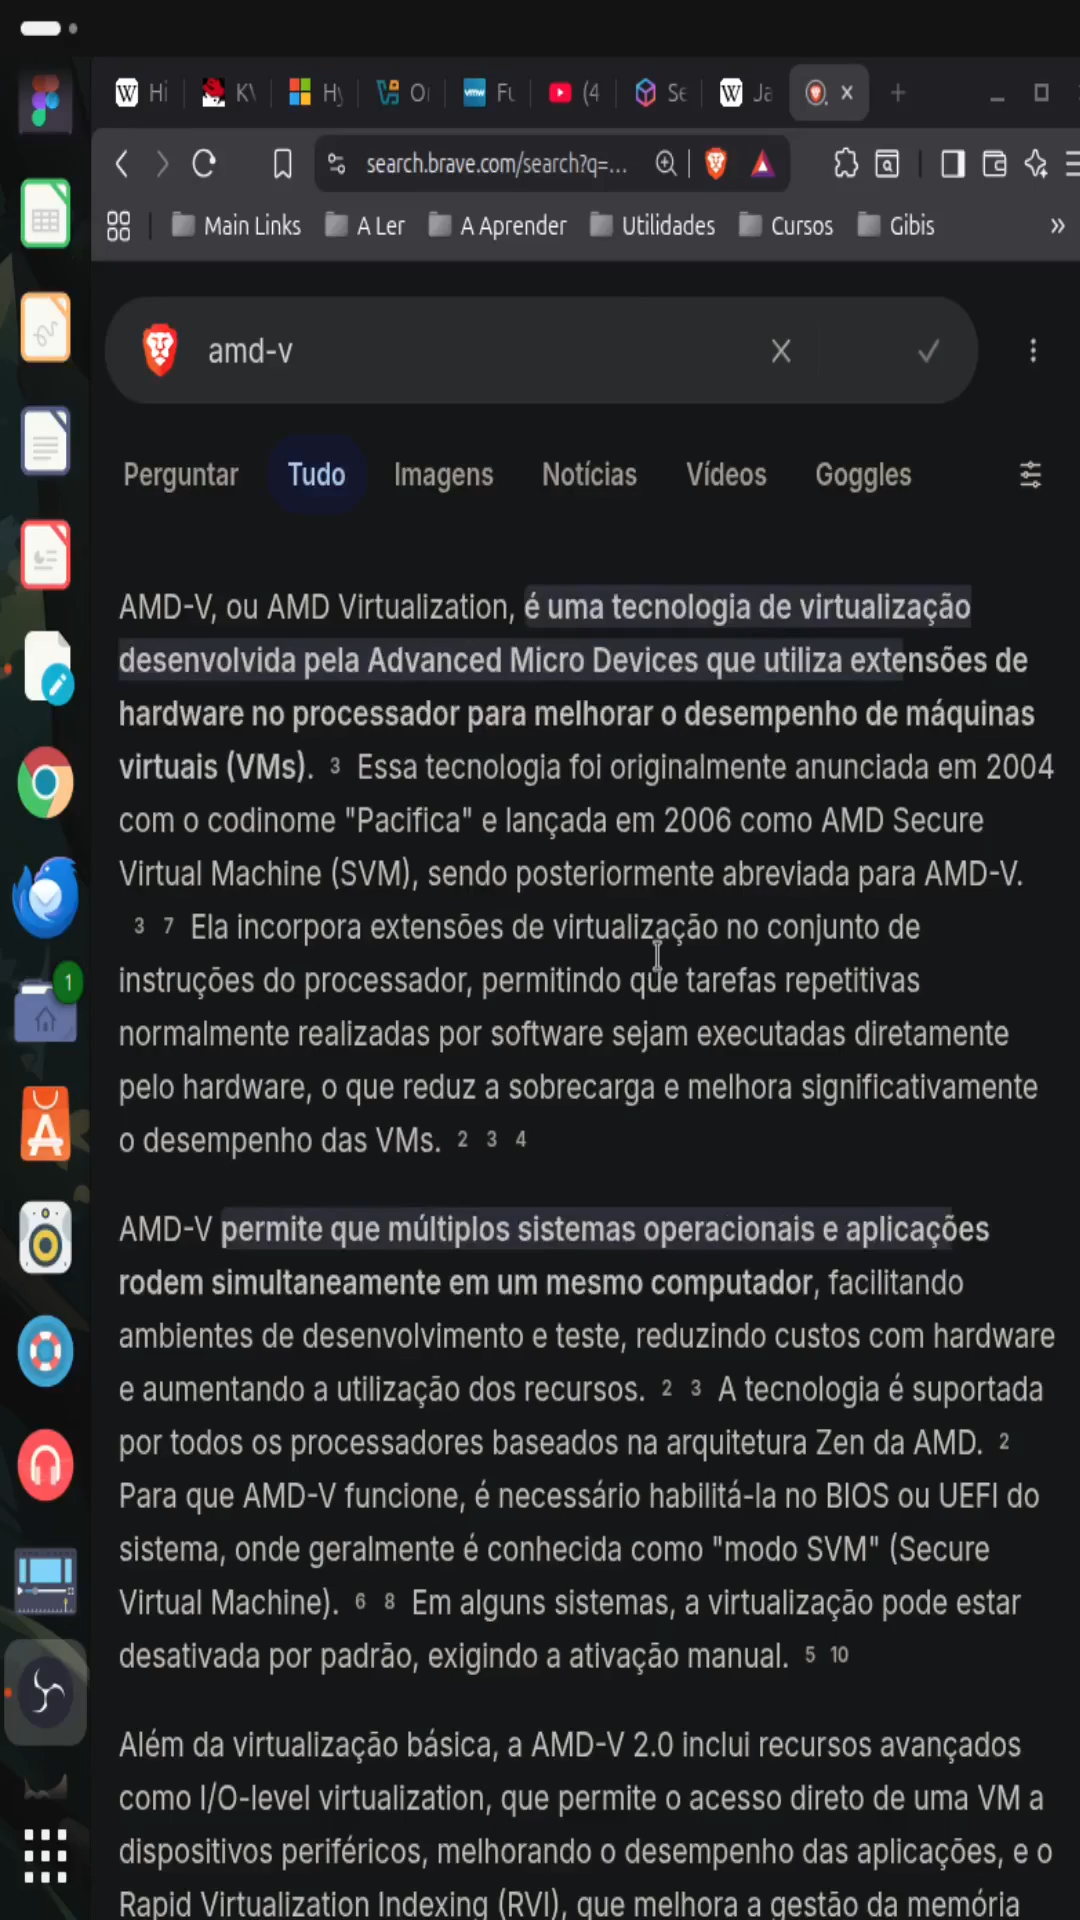 Hi
KV
Hy
O
vmw
Fu
(4
Se
Ja
search.brave.com/search?q=...
Main Links
A Ler
A Aprender
Utilidades
Cursos
Gibis
»
amd-v
Perguntar
Tudo
Imagens
Notícias
Vídeos
Goggles
AMD-V, ou AMD Virtualization, é uma tecnologia de virtualização
desenvolvida pela Advanced Micro Devices que utiliza extensões de
hardware no processador para melhorar o desempenho de máquinas
virtuais (VMs). 3 Essa tecnologia foi originalmente anunciada em 2004
com o codinome "Pacifica" e lançada em 2006 como AMD Secure
Virtual Machine (SVM), sendo posteriormente abreviada para AMD-V.
3 7 Ela incorpora extensões de virtualização no conjunto de
instruções do processador, permitindo que tarefas repetitivas
normalmente realizadas por software sejam executadas diretamente
pelo hardware, o que reduz a sobrecarga e melhora significativamente
o desempenho das VMs. 2 3 4
1
AMD-V permite que múltiplos sistemas operacionais e aplicações
rodem simultaneamente em um mesmo computador, facilitando
ambientes de desenvolvimento e teste, reduzindo custos com hardware
e aumentando a utilização dos recursos. 2 3 A tecnologia é suportada
por todos os processadores baseados na arquitetura Zen da AMD. 2
Para que AMD-V funcione, é necessário habilitá-la no BIOS ou UEFI do
sistema, onde geralmente é conhecida como "modo SVM" (Secure
Virtual Machine). 6 8 Em alguns sistemas, a virtualização pode estar
desativada por padrão, exigindo a ativação manual. 5 10
Além da virtualização básica, a AMD-V 2.0 inclui recursos avançados
como I/O-level virtualization, que permite o acesso direto de uma VM a
dispositivos periféricos, melhorando o desempenho das aplicações, e o
Rapid Virtualization Indexing (RVI), que melhora a gestão da memória